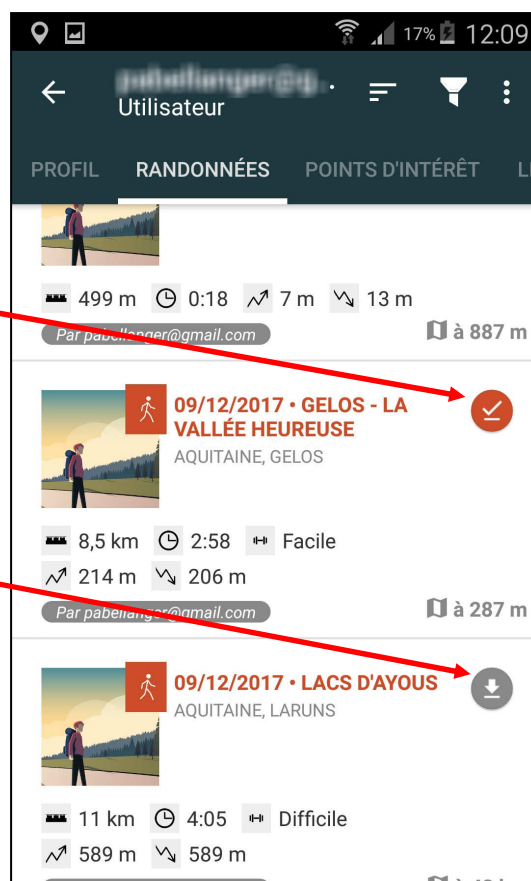 17% 12:09
Utilisateur
PROFIL RANDONNÉES POINTS D'INTÉRÊT
499 m 0:18 7 m 13 m
Par pabellanger@gmail.com à 887 m
09/12/2017 • GELOS - LA
VALLÉE HEUREUSE
AQUITAINE, GELOS
8,5 km 2:58 Facile
214 m 206 m
Par pabellanger@gmail.com à 287 m
09/12/2017 • LACS D'AYOUS
AQUITAINE, LARUNS
11 km 4:05 Difficile
589 m 589 m